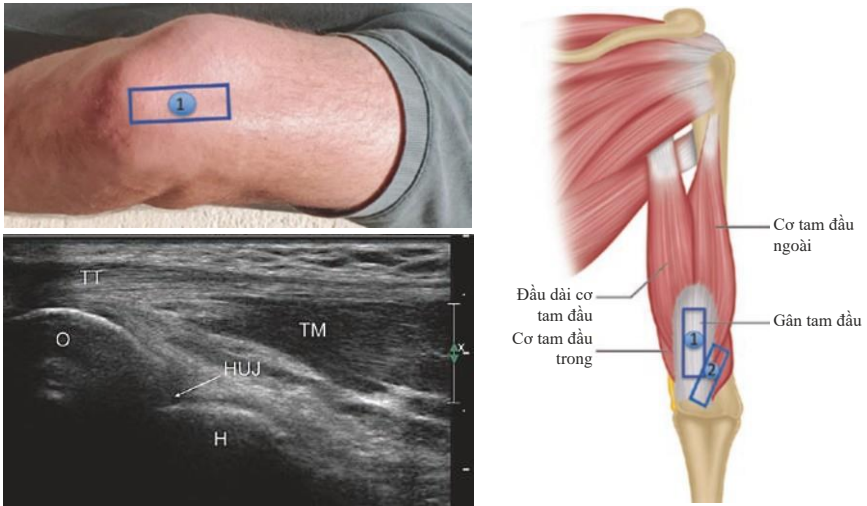 1
TT
O
TM
HUJ
H
x
Cơ tam đầu
ngoài
Đầu dài cơ
tam đầu
Cơ tam đầu
trong
Gân tam đầu
1
2